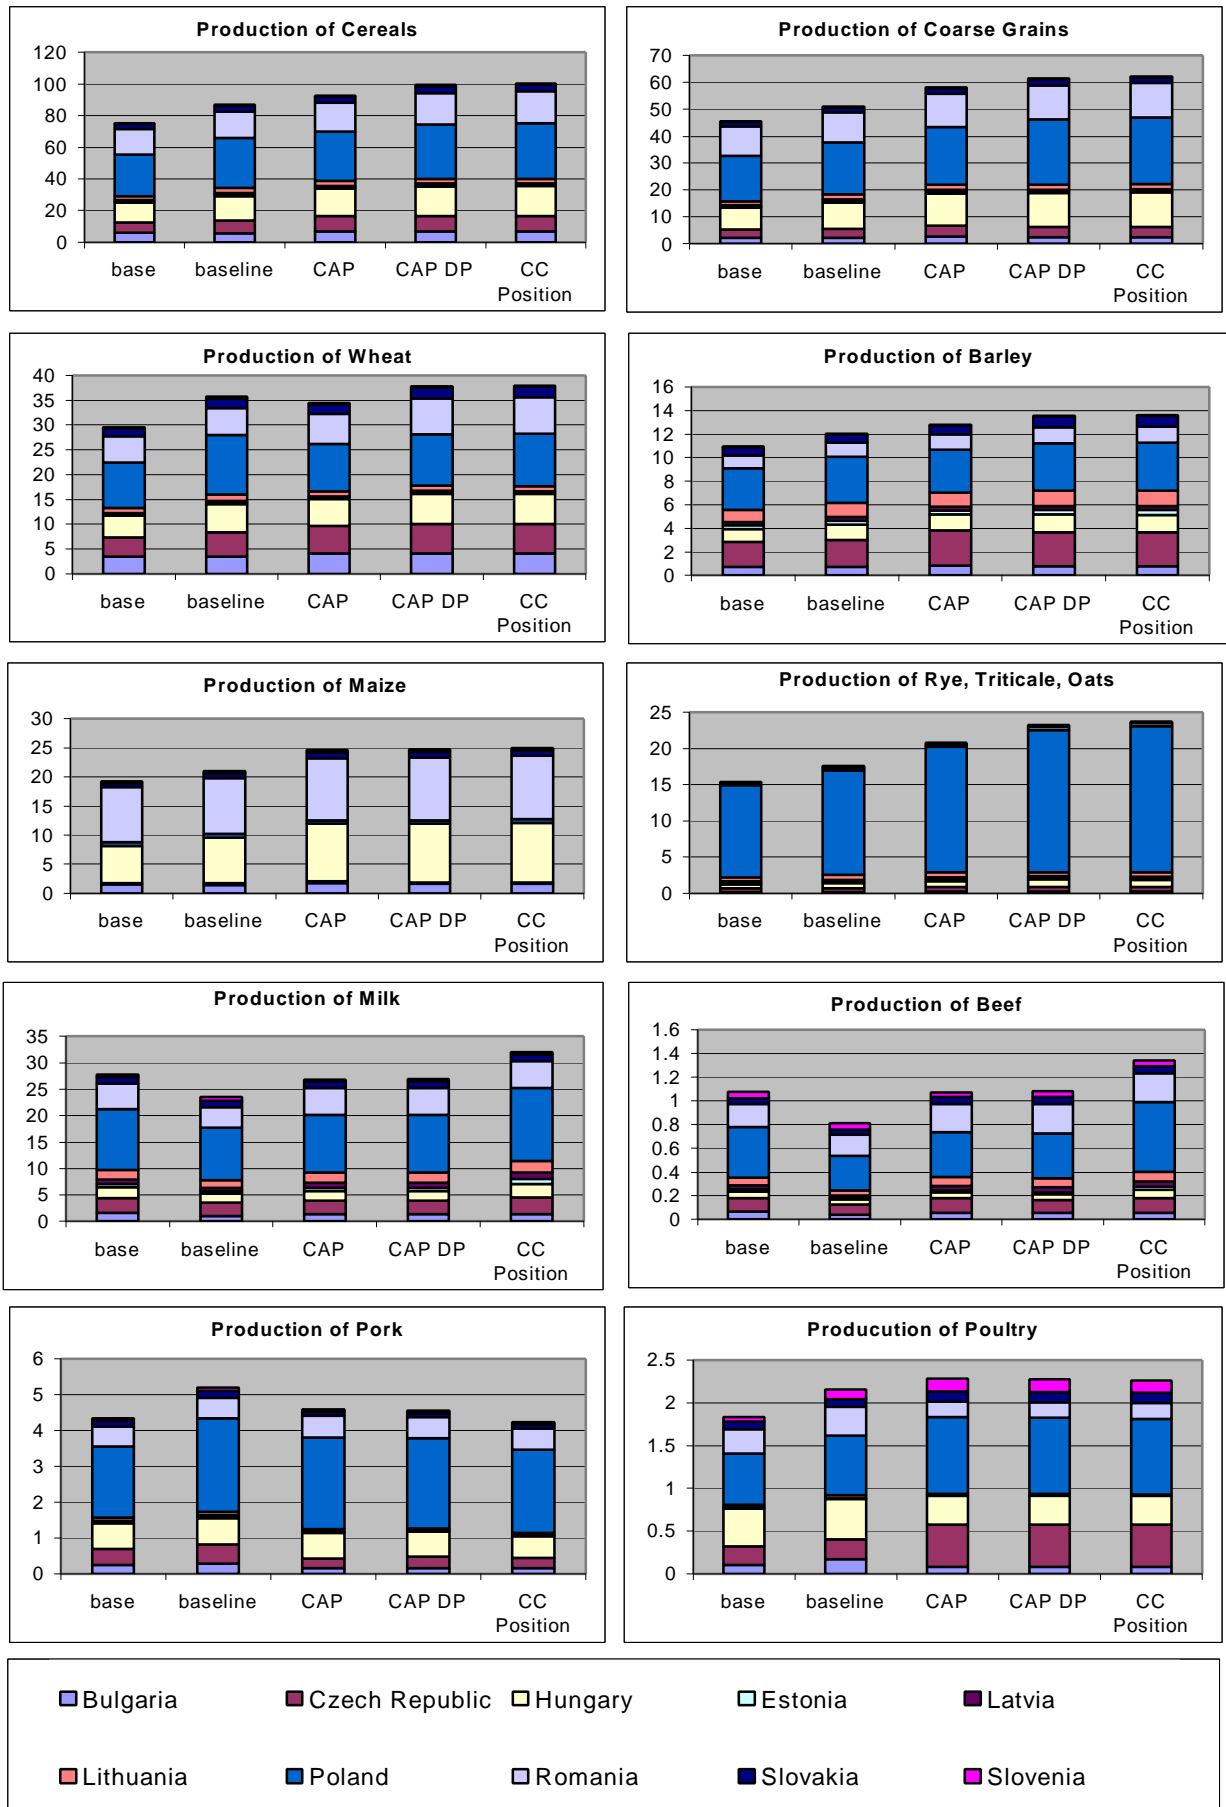 Production of Cereals
120
100
80
60
40
20
0
base baseline CAP CAP DP CC
Position
Production of Coarse Grains
70
60
50
40
30
20
10
0
base baseline CAP CAP DP CC
Position
Production of Wheat
40
35
30
25
20
15
10
5
0
base baseline CAP CAP DP CC
Position
Production of Barley
16
14
12
10
8
6
4
2
0
base baseline CAP CAP DP CC
Position
Production of Maize
30
25
20
15
10
5
0
base baseline CAP CAP DP CC
Position
Production of Rye, Triticale, Oats
25
20
15
10
5
0
base baseline CAP CAP DP CC
Position
Production of Milk
35
30
25
20
15
10
5
0
base baseline CAP CAP DP CC
Position
Production of Beef
1.6
1.4
1.2
1
0.8
0.6
0.4
0.2
0
base baseline CAP CAP DP CC
Position
Production of Pork
6
5
4
3
2
1
0
base baseline CAP CAP DP CC
Position
Producution of Poultry
2.5
2
1.5
1
0.5
0
base baseline CAP CAP DP CC
Position
Bulgaria Czech Republic Hungary Estonia Latvia
Lithuania Poland Romania Slovakia Slovenia